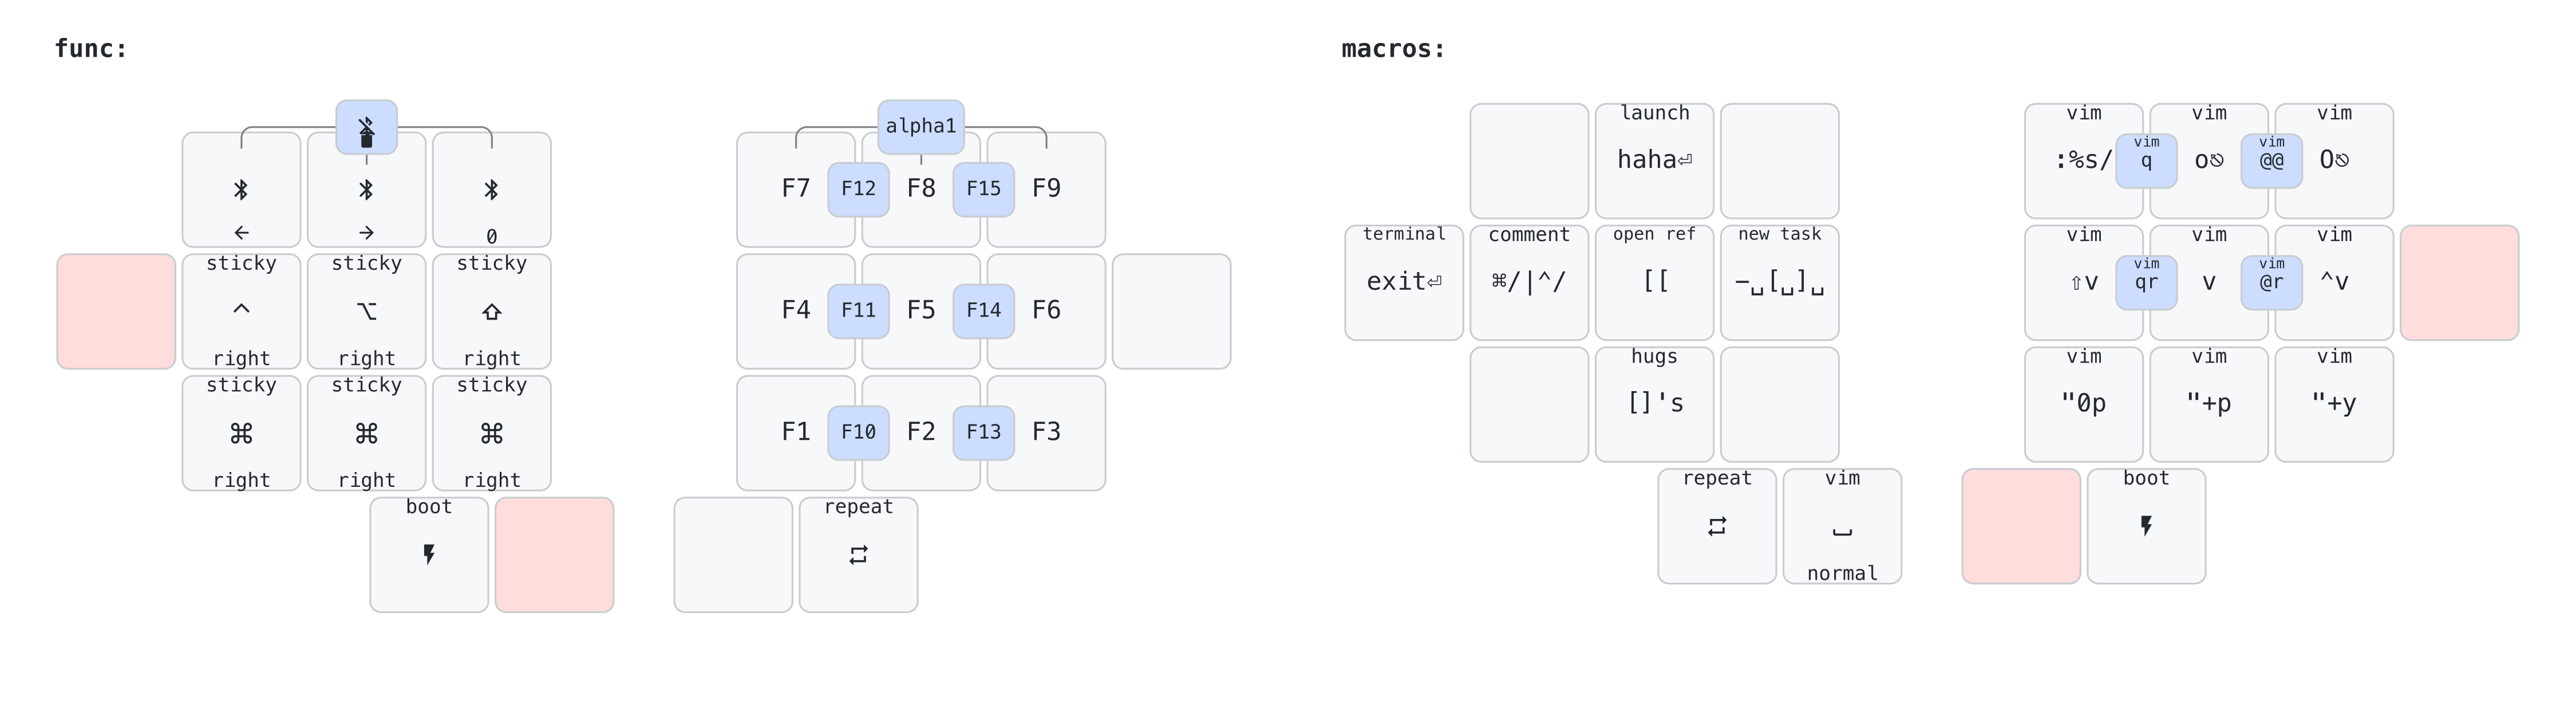 func:
macros:
alpha1
F7 F12 F8 F15 F9
← → 0
sticky sticky sticky
^ ⌥ ⇧
right right right
F4 F11 F5 F14 F6
sticky sticky sticky
⌘ ⌘ ⌘
right right right
F1 F10 F2 F13 F3
boot
repeat
launch
haha⏎
vim vim vim vim vim
:%s/ q o⎋ @@ O⎋
terminal comment open ref new task
exit⏎ ⌘/|^/ [[ -␣[␣]␣
vim vim vim vim vim
⇧v qr v @r ^v
hugs
[]'s
vim vim vim
"0p "+p "+y
repeat vim
␣
normal
boot